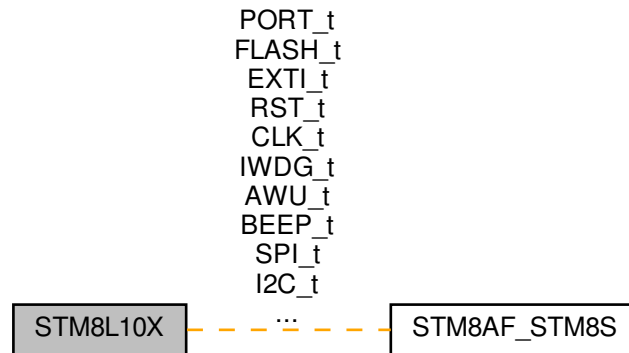 PORT_t
FLASH_t
EXTI_t
RST_t
CLK_t
IWDG_t
AWU_t
BEEP_t
SPI_t
I2C_t
...
STM8L10X
STM8AF_STM8S